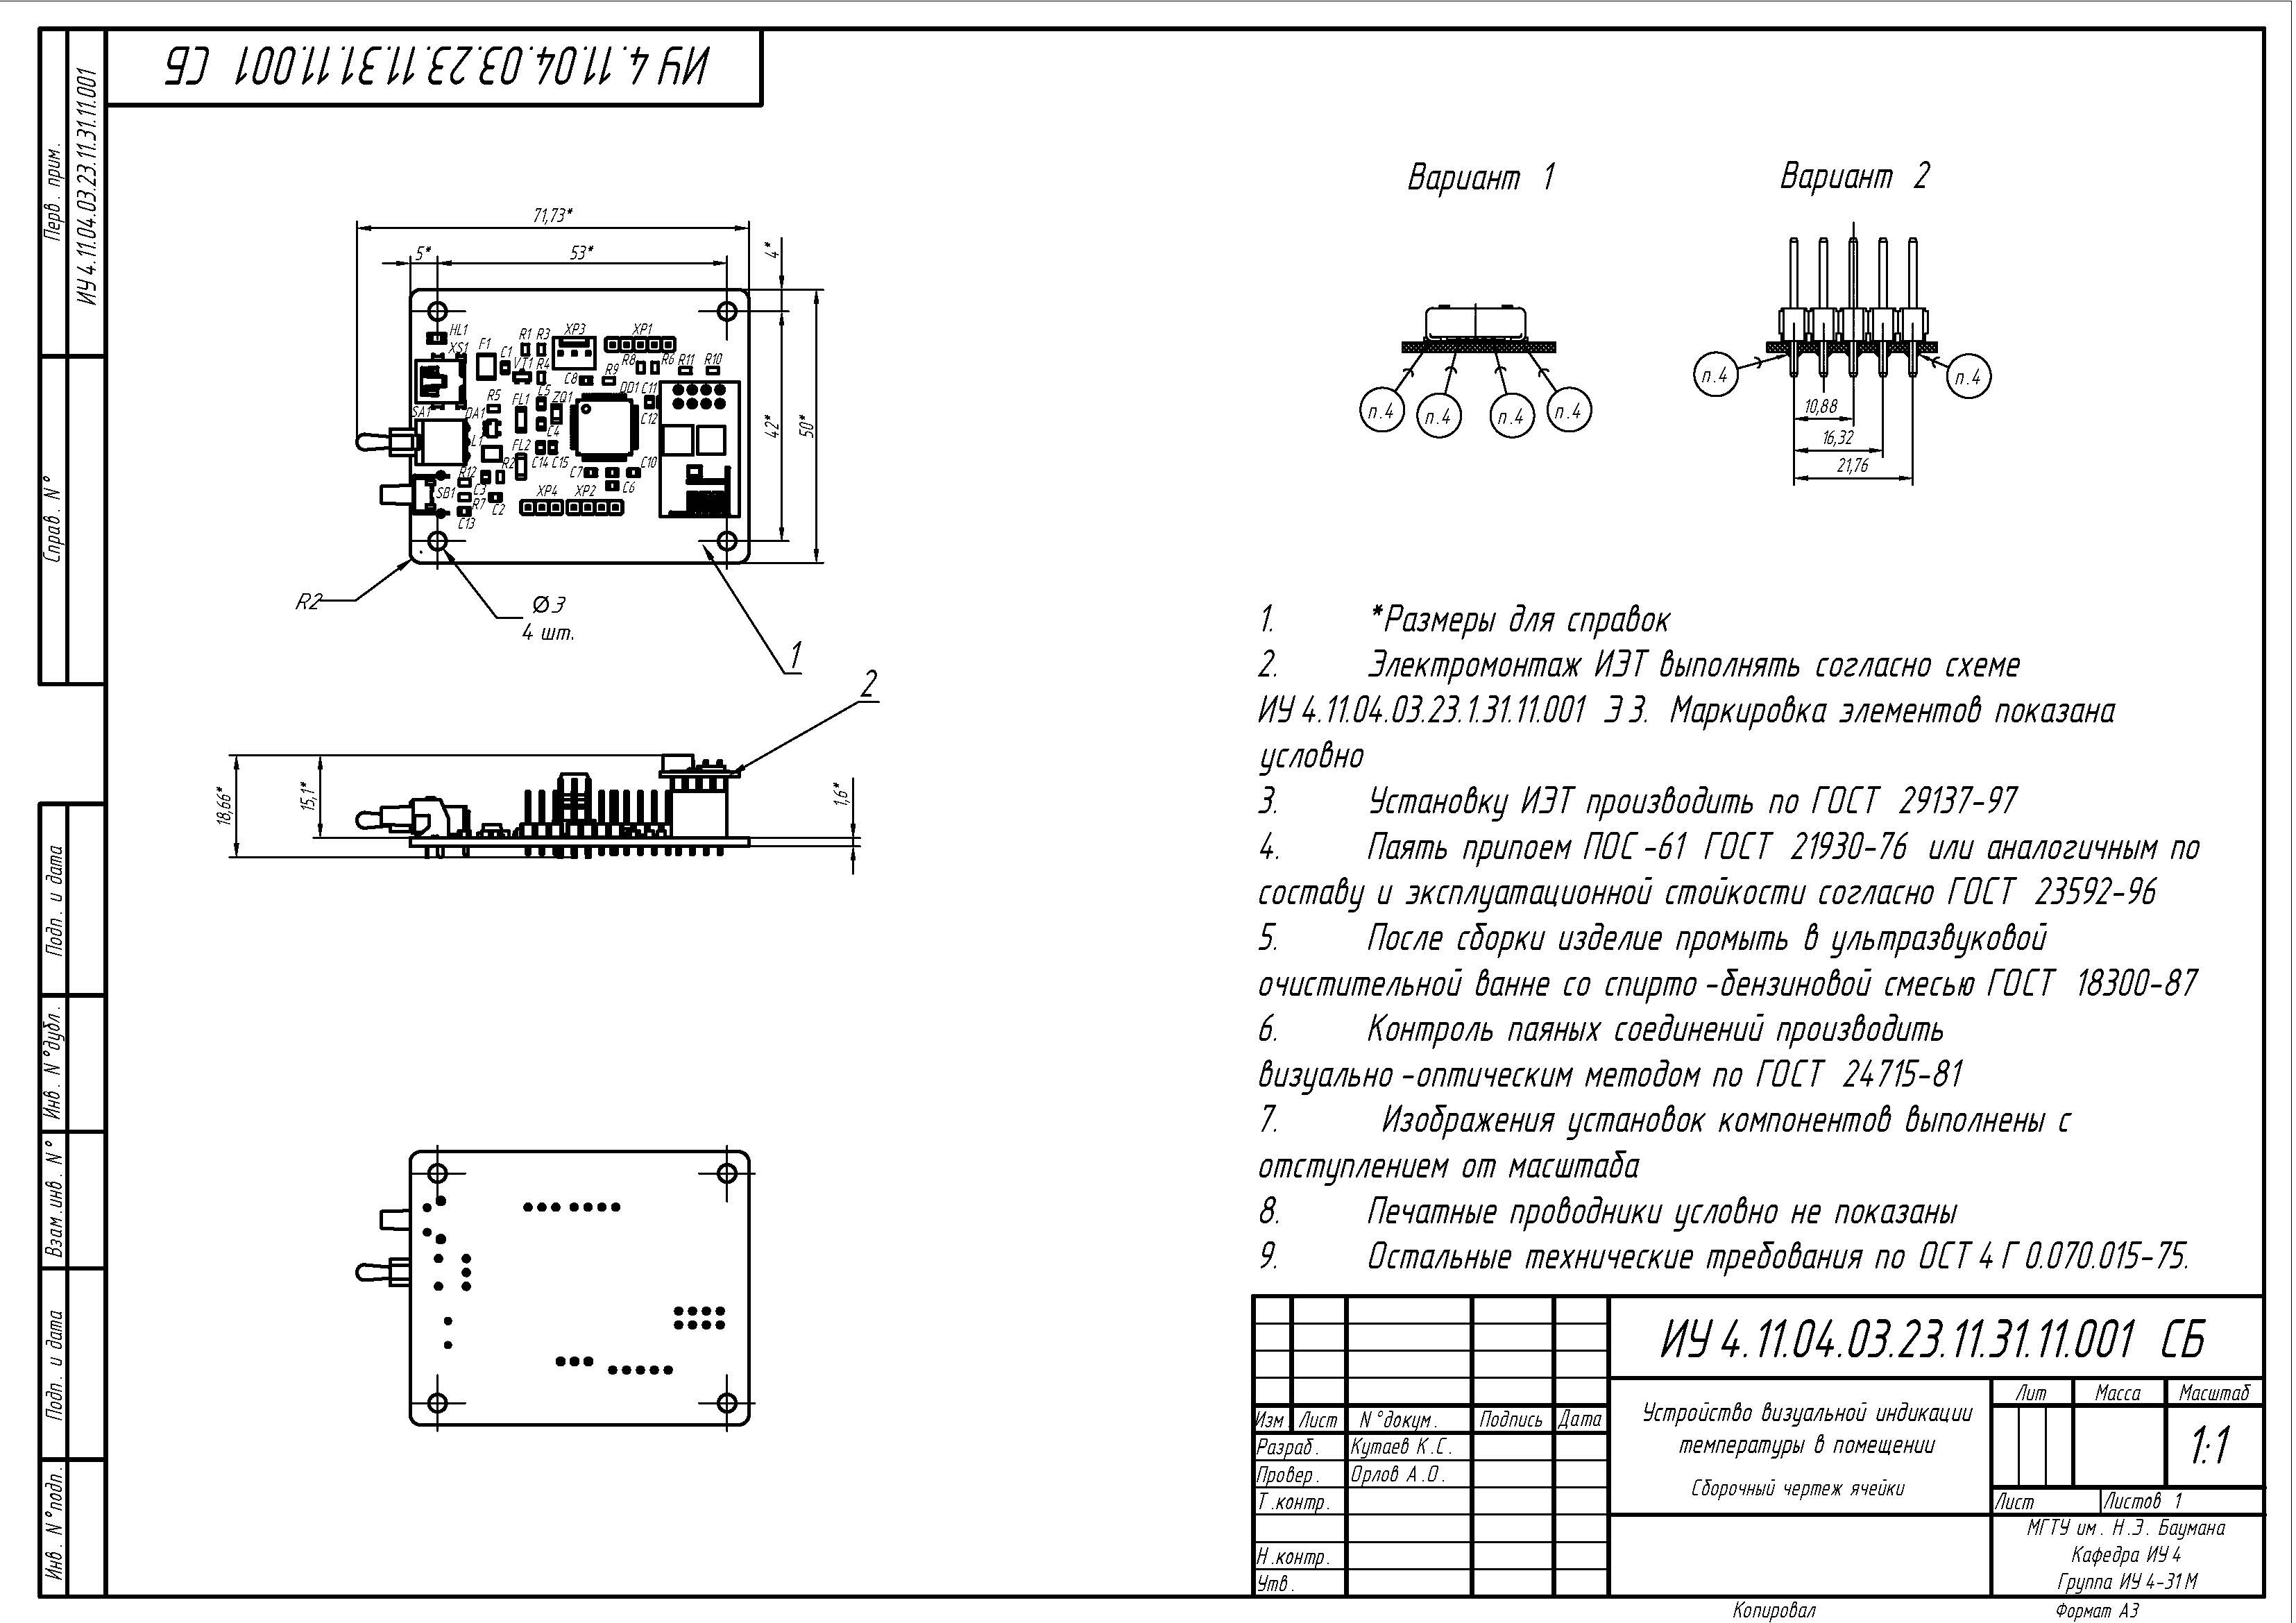 ИУ 4.11.04.03.23.11.31.11.001 СБ
Перв. прим.
ИУ 4.11.04.03.23.11.31.11.001
Справ. N°
Подп. и дата
Инв. N°дубл.
Взам.инв. N°
Подп. и дата
Инв. N°подп.
71,73*
5*
53*
4*
42*
50*
HL1
XS1
F1
C1
R1
R3
XP3
XP1
VT1
R4
C8
R9
R8
R6
R11
R10
SA1
R5
DA1
FL1
C5
ZQ1
DD1
C11
C12
L1
FL2
C4
R12
R2
C14
C15
C7
C10
C3
SB1
R7
C2
C13
XP4
XP2
C6
R2
Ø3
4 шт.
1
2
18,66*
15,1*
1,6*
Вариант 1
п.4
п.4
п.4
п.4
Вариант 2
п.4
п.4
10,88
16,32
21,76
1. *Размеры для справок
2. Электромонтаж ИЭТ выполнять согласно схеме
ИУ 4.11.04.03.23.1.31.11.001 Э 3. Маркировка элементов показана
условно
3. Установку ИЭТ производить по ГОСТ 29137-97
4. Паять припоем ПОС -61 ГОСТ 21930-76 или аналогичным по
составу и эксплуатационной стойкости согласно ГОСТ 23592-96
5. После сборки изделие промыть в ультразвуковой
очистительной ванне со спирто -бензиновой смесью ГОСТ 18300-87
6. Контроль паяных соединений производить
визуально -оптическим методом по ГОСТ 24715-81
7. Изображения установок компонентов выполнены с
отступлением от масштаба
8. Печатные проводники условно не показаны
9. Остальные технические требования по ОСТ 4 Г 0.070.015-75.
ИУ 4.11.04.03.23.11.31.11.001 СБ
Изм. Лист N°докум. Подпись Дата
Разраб. Кутаев К.С.
Провер. Орлов А.О.
Т.контр.
Н.контр.
Утв.
Устройство визуальной индикации
температуры в помещении
Сборочный чертеж ячейки
Лит Масса Масштаб
1:1
Лист Листов 1
МГТУ им. Н.Э. Баумана
Кафедра ИУ 4
Группа ИУ 4-31М
Копировал Формат А3